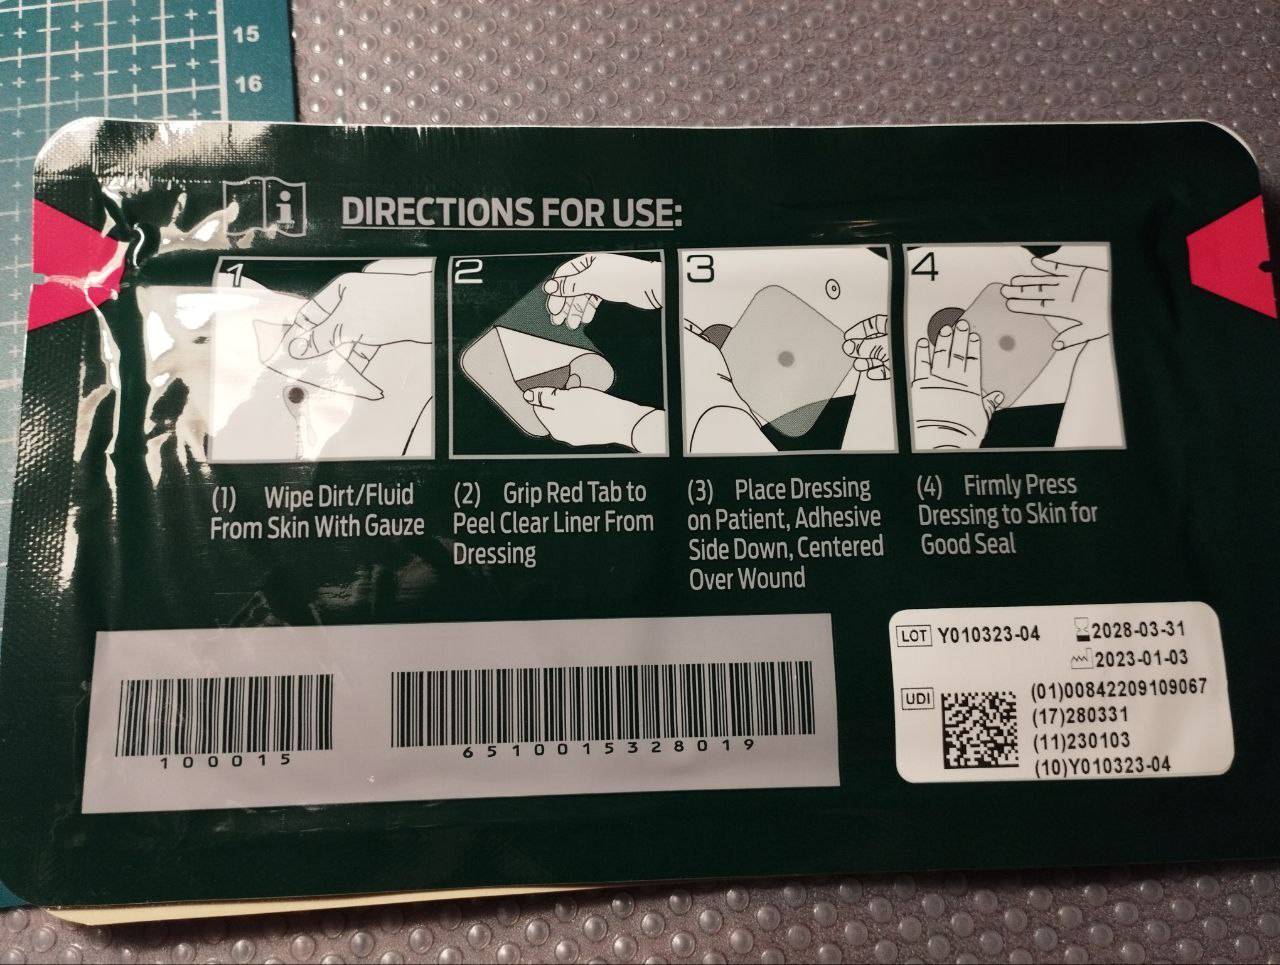 15
16
i
DIRECTIONS FOR USE:
1
2
3
4
(1) Wipe Dirt/Fluid
From Skin With Gauze
(2) Grip Red Tab to
Peel Clear Liner From
Dressing
(3) Place Dressing
on Patient, Adhesive
Side Down, Centered
Over Wound
(4) Firmly Press
Dressing to Skin for
Good Seal
100015
6510015328019
LOT Y010323-04
2028-03-31
2023-01-03
UDI
(01)00842209109067
(17)280331
(11)230103
(10)Y010323-04